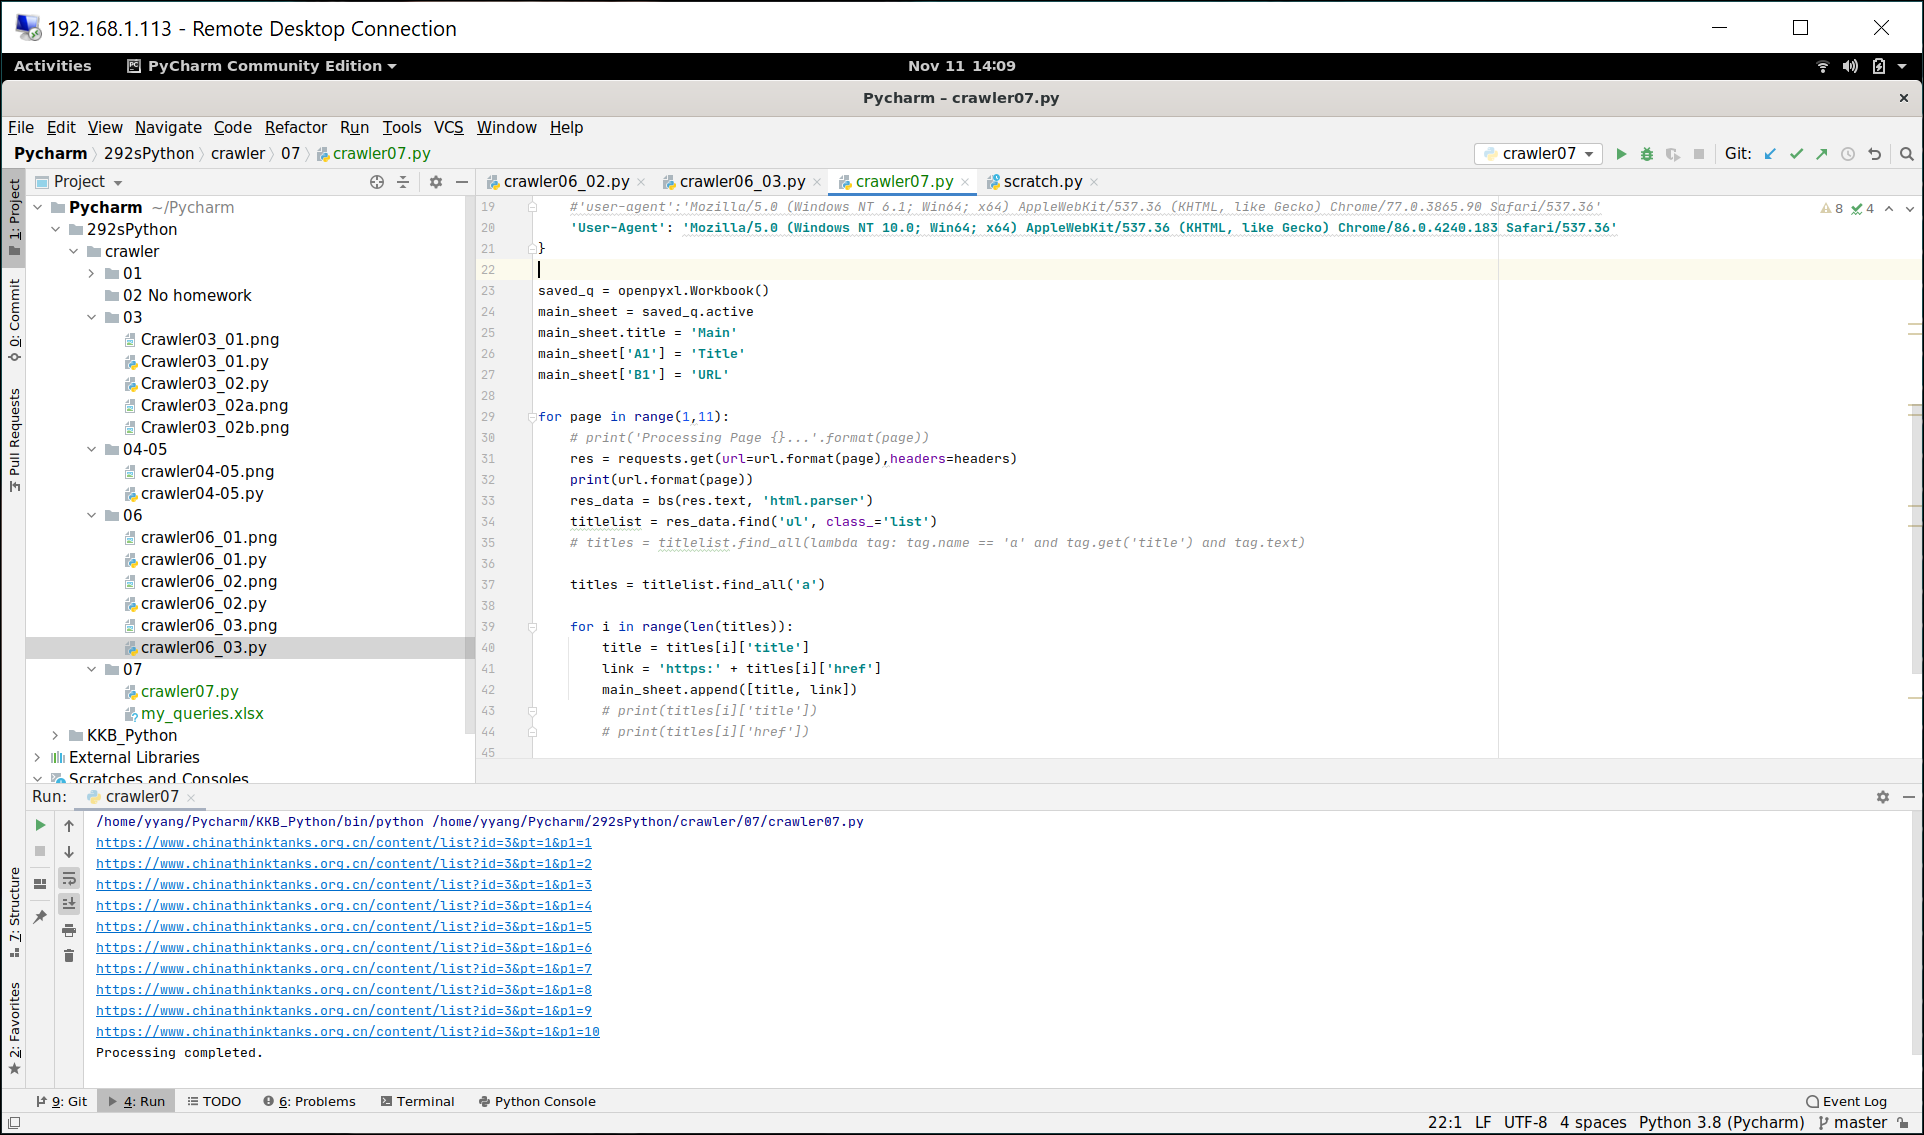 192.168.1.113 - Remote Desktop Connection
Activities PyCharm Community Edition Nov 11 14:09
Pycharm – crawler07.py
File Edit View Navigate Code Refactor Run Tools VCS Window Help
Pycharm 292sPython crawler 07 crawler07.py crawler07 Git:
1: Project
0: Commit
Pull Requests
7: Structure
2: Favorites
Project
Pycharm ~/Pycharm
292sPython
crawler
01
02 No homework
03
Crawler03_01.png
Crawler03_01.py
Crawler03_02.py
Crawler03_02a.png
Crawler03_02b.png
04-05
crawler04-05.png
crawler04-05.py
06
crawler06_01.png
crawler06_01.py
crawler06_02.png
crawler06_02.py
crawler06_03.png
crawler06_03.py
07
crawler07.py
my_queries.xlsx
KKB_Python
External Libraries
Scratches and Consoles
crawler06_02.py crawler06_03.py crawler07.py scratch.py
8 4
19 #'user-agent':'Mozilla/5.0 (Windows NT 6.1; Win64; x64) AppleWebKit/537.36 (KHTML, like Gecko) Chrome/77.0.3865.90 Safari/537.36'
20 'User-Agent': 'Mozilla/5.0 (Windows NT 10.0; Win64; x64) AppleWebKit/537.36 (KHTML, like Gecko) Chrome/86.0.4240.183 Safari/537.36'
21 }
22
23 saved_q = openpyxl.Workbook()
24 main_sheet = saved_q.active
25 main_sheet.title = 'Main'
26 main_sheet['A1'] = 'Title'
27 main_sheet['B1'] = 'URL'
28
29 for page in range(1,11):
30 # print('Processing Page {}...'.format(page))
31 res = requests.get(url=url.format(page),headers=headers)
32 print(url.format(page))
33 res_data = bs(res.text, 'html.parser')
34 titlelist = res_data.find('ul', class_='list')
35 # titles = titlelist.find_all(lambda tag: tag.name == 'a' and tag.get('title') and tag.text)
36
37 titles = titlelist.find_all('a')
38
39 for i in range(len(titles)):
40 title = titles[i]['title']
41 link = 'https:' + titles[i]['href']
42 main_sheet.append([title, link])
43 # print(titles[i]['title'])
44 # print(titles[i]['href'])
45
Run: crawler07
/home/yyang/Pycharm/KKB_Python/bin/python /home/yyang/Pycharm/292sPython/crawler/07/crawler07.py
https://www.chinathinktanks.org.cn/content/list?id=3&pt=1&p1=1
https://www.chinathinktanks.org.cn/content/list?id=3&pt=1&p1=2
https://www.chinathinktanks.org.cn/content/list?id=3&pt=1&p1=3
https://www.chinathinktanks.org.cn/content/list?id=3&pt=1&p1=4
https://www.chinathinktanks.org.cn/content/list?id=3&pt=1&p1=5
https://www.chinathinktanks.org.cn/content/list?id=3&pt=1&p1=6
https://www.chinathinktanks.org.cn/content/list?id=3&pt=1&p1=7
https://www.chinathinktanks.org.cn/content/list?id=3&pt=1&p1=8
https://www.chinathinktanks.org.cn/content/list?id=3&pt=1&p1=9
https://www.chinathinktanks.org.cn/content/list?id=3&pt=1&p1=10
Processing completed.
9: Git 4: Run TODO 6: Problems Terminal Python Console Event Log
22:1 LF UTF-8 4 spaces Python 3.8 (Pycharm) master